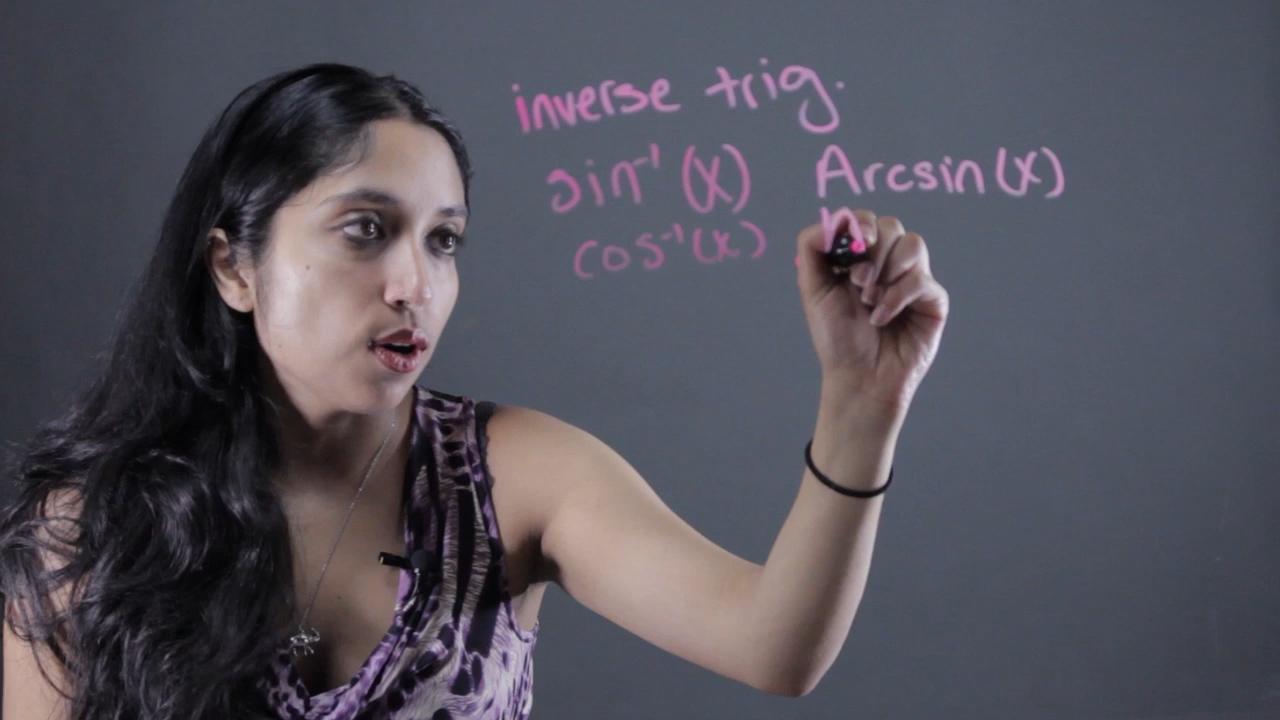 inverse trig.
sin⁻¹(x) Arcsin(x)
cos⁻¹(x)